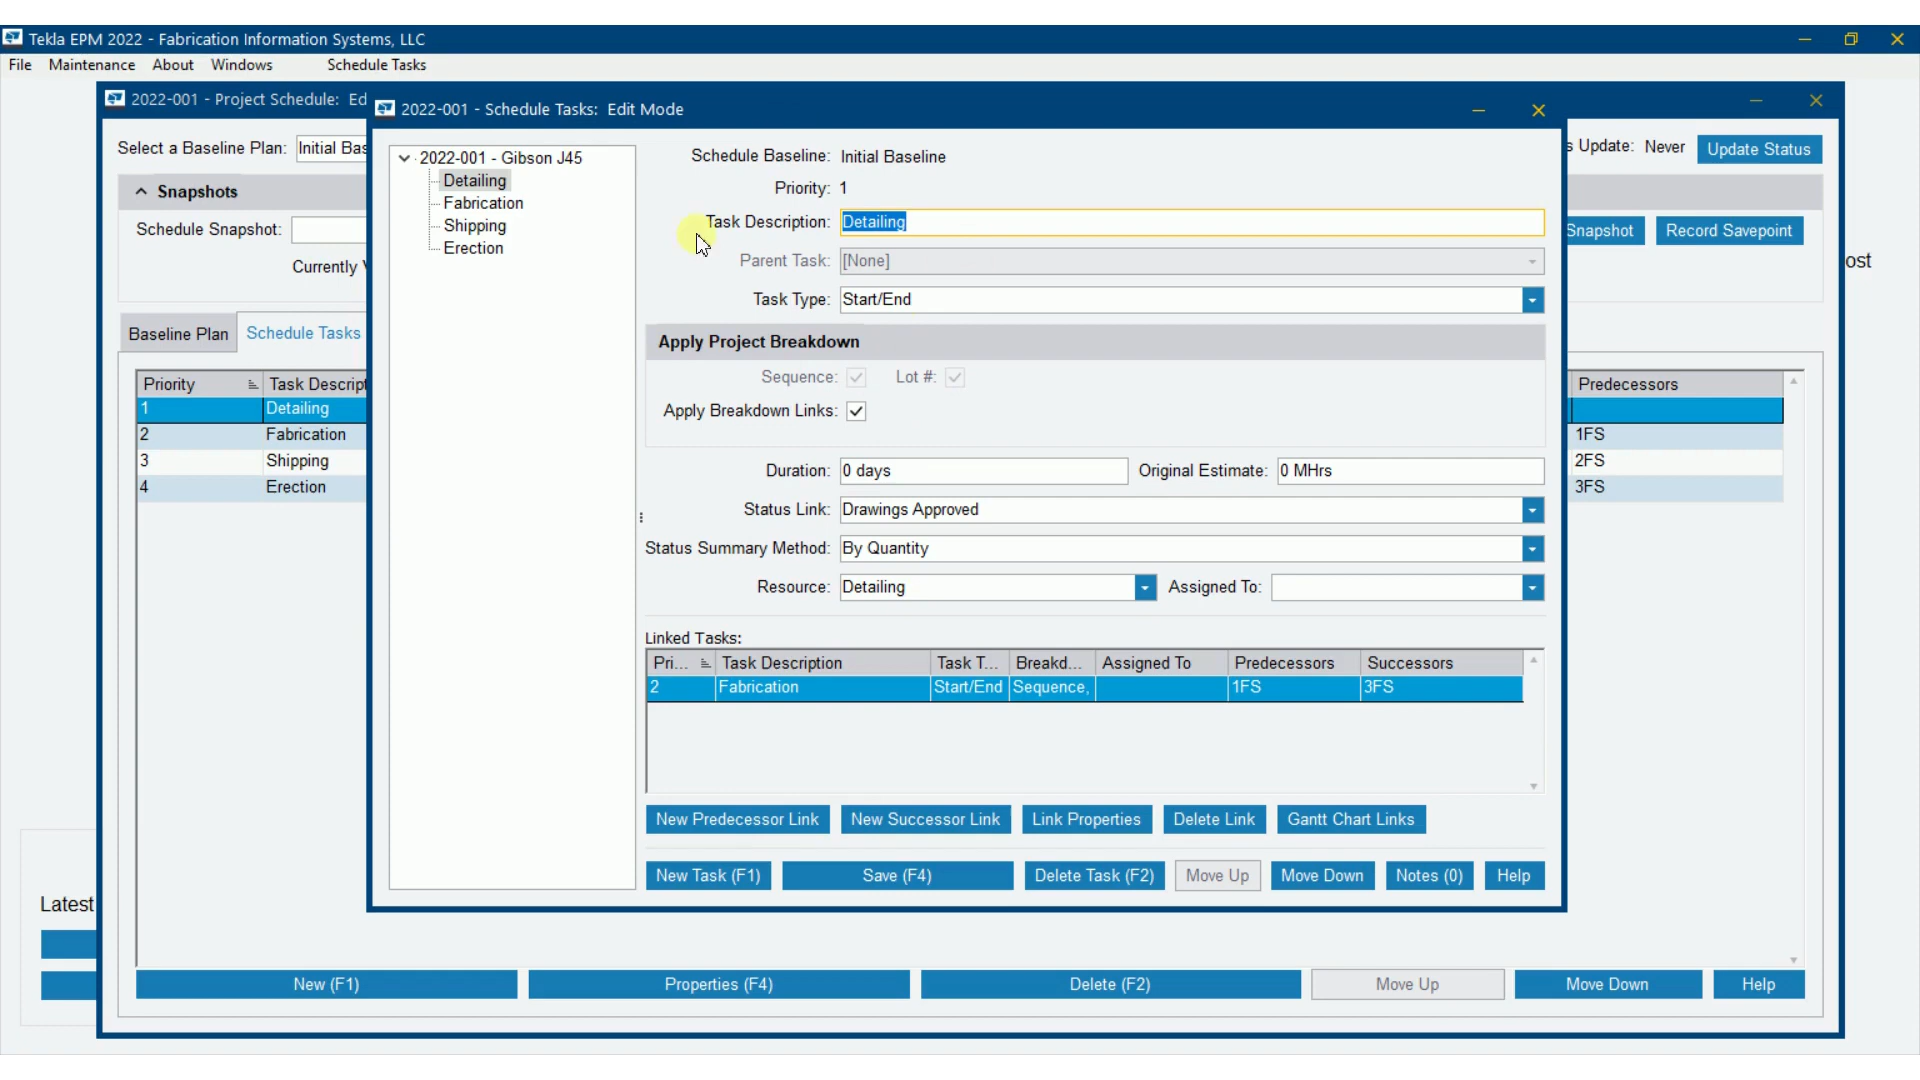 Tekla EPM 2022 - Fabrication Information Systems, LLC
File Maintenance About Windows Schedule Tasks
2022-001 - Project Schedule: Ed
2022-001 - Schedule Tasks: Edit Mode
Select a Baseline Plan: Initial Bas
s Update: Never Update Status
Snapshots
Schedule Snapshot:
Snapshot Record Savepoint
Currently V
ost
Baseline Plan Schedule Tasks
Priority Task Descript Predecessors
1 Detailing
2 Fabrication 1FS
3 Shipping 2FS
4 Erection 3FS
2022-001 - Gibson J45
Detailing
Fabrication
Shipping
Erection
Schedule Baseline: Initial Baseline
Priority: 1
Task Description: Detailing
Parent Task: [None]
Task Type: Start/End
Apply Project Breakdown
Sequence: Lot #:
Apply Breakdown Links:
Duration: 0 days Original Estimate: 0 MHrs
Status Link: Drawings Approved
Status Summary Method: By Quantity
Resource: Detailing Assigned To:
Linked Tasks:
Pri... Task Description Task T... Breakd... Assigned To Predecessors Successors
2 Fabrication Start/End Sequence, 1FS 3FS
New Predecessor Link New Successor Link Link Properties Delete Link Gantt Chart Links
New Task (F1) Save (F4) Delete Task (F2) Move Up Move Down Notes (0) Help
Latest
New (F1) Properties (F4) Delete (F2) Move Up Move Down Help